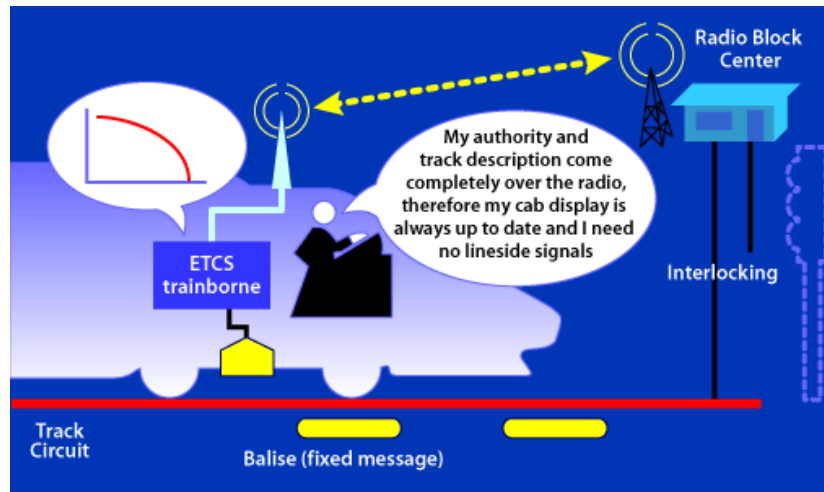 Radio Block
Center
My authority and
track description come
completely over the radio,
therefore my cab display is
always up to date and I need
no lineside signals
ETCS
trainborne
Interlocking
Track
Circuit
Balise (fixed message)